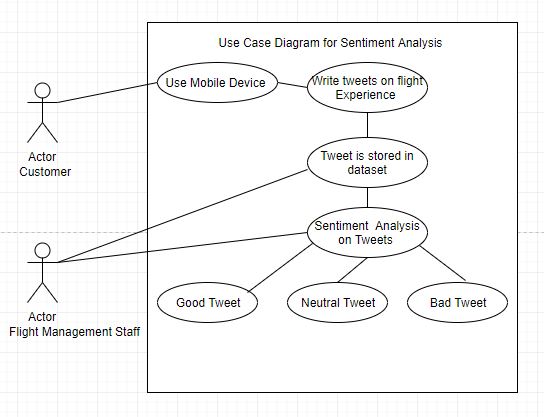 Use Case Diagram for Sentiment Analysis
Use Mobile Device
Write tweets on flight
Experience
Actor
Customer
Tweet is stored in
dataset
Sentiment Analysis
on Tweets
Actor
Flight Management Staff
Good Tweet
Neutral Tweet
Bad Tweet